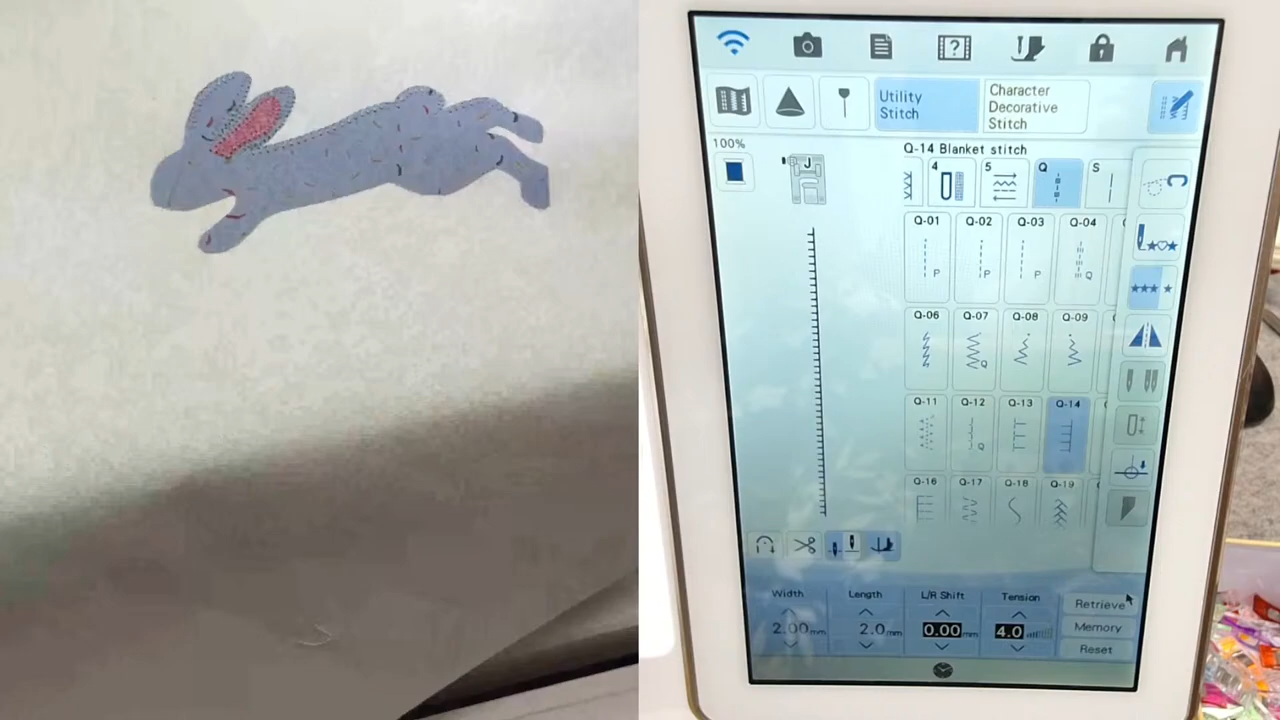 ?
Utility
Stitch
Character
Decorative
Stitch
100%
J
Q-14 Blanket stitch
4
5
Q
S
Q-01
Q-02
Q-03
Q-04
P
P
P
Q
Q-06
Q-07
Q-08
Q-09
Q
Q-11
Q-12
Q-13
Q-14
Q
Q-16
Q-17
Q-18
Q-19
Width
Length
L/R Shift
Tension
Retrieve
2.00mm
2.0mm
0.00mm
4.0
Memory
Reset